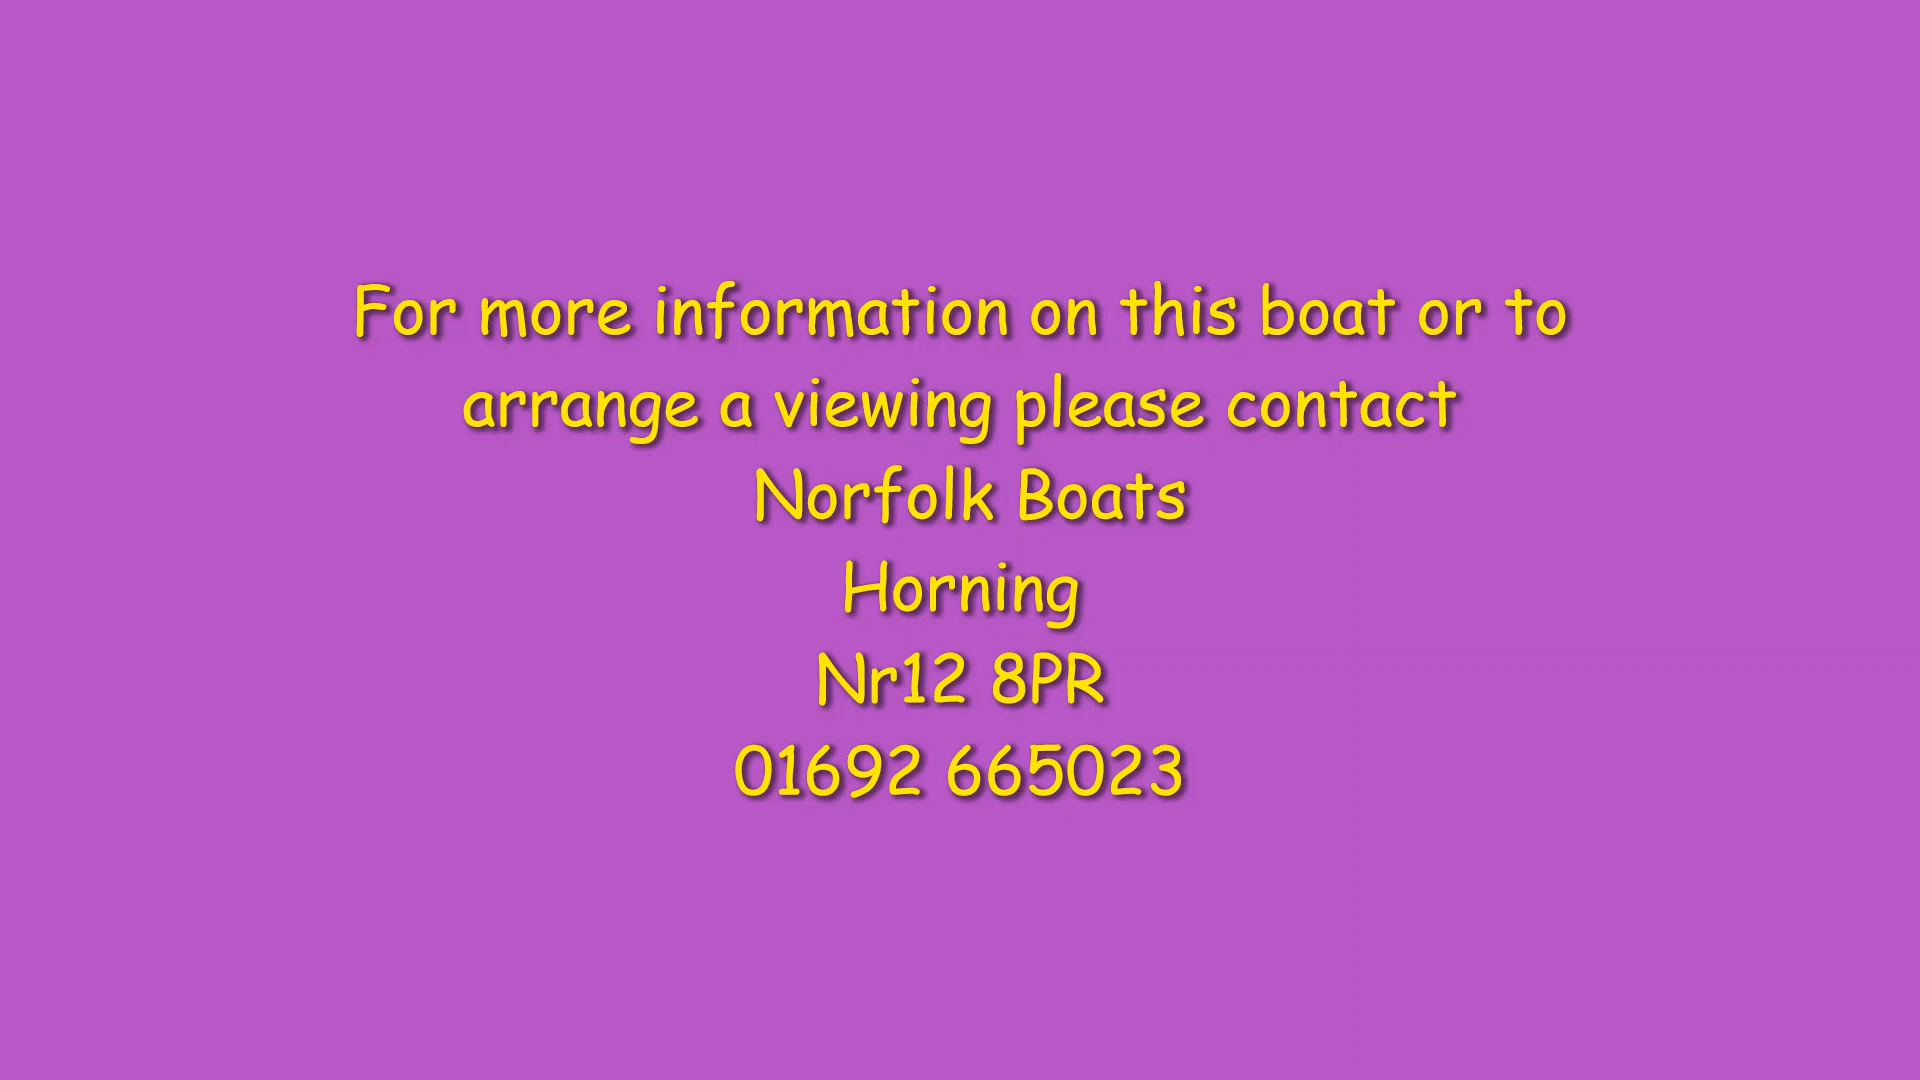 For more information on this boat or to
arrange a viewing please contact
Norfolk Boats
Horning
Nr12 8PR
01692 665023